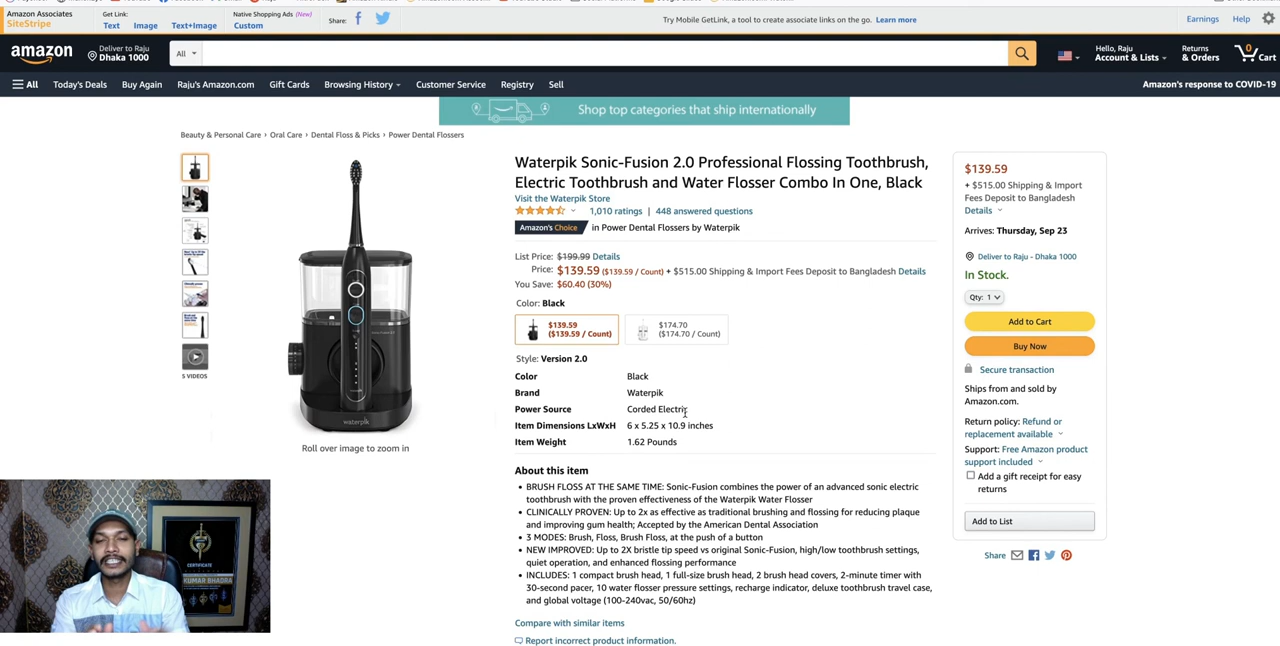 Amazon Associates
SiteStripe
Get Link:
Text Image Text+Image
Native Shopping Ads (New)
Custom
Share:
Try Mobile GetLink, a tool to create associate links on the go. Learn more
Earnings Help
amazon
Deliver to Raju
Dhaka 1000
All
Hello, Raju
Account & Lists
Returns
& Orders
0
Cart
All Today's Deals Buy Again Raju's Amazon.com Gift Cards Browsing History Customer Service Registry Sell
Amazon's response to COVID-19
Shop top categories that ship internationally
Beauty & Personal Care › Oral Care › Dental Floss & Picks › Power Dental Flossers
5 VIDEOS
waterpik
Roll over image to zoom in
Waterpik Sonic-Fusion 2.0 Professional Flossing Toothbrush,
Electric Toothbrush and Water Flosser Combo In One, Black
Visit the Waterpik Store
1,010 ratings | 448 answered questions
Amazon's Choice in Power Dental Flossers by Waterpik
List Price: $199.99 Details
Price: $139.59 ($139.59 / Count) + $515.00 Shipping & Import Fees Deposit to Bangladesh Details
You Save: $60.40 (30%)
Color: Black
$139.59
($139.59 / Count)
$174.70
($174.70 / Count)
Style: Version 2.0
Color Black
Brand Waterpik
Power Source Corded Electric
Item Dimensions LxWxH 6 x 5.25 x 10.9 inches
Item Weight 1.62 Pounds
About this item
• BRUSH FLOSS AT THE SAME TIME: Sonic-Fusion combines the power of an advanced sonic electric
toothbrush with the proven effectiveness of the Waterpik Water Flosser
• CLINICALLY PROVEN: Up to 2x as effective as traditional brushing and flossing for reducing plaque
and improving gum health; Accepted by the American Dental Association
• 3 MODES: Brush, Floss, Brush Floss, at the push of a button
• NEW IMPROVED: Up to 2X bristle tip speed vs original Sonic-Fusion, high/low toothbrush settings,
quiet operation, and enhanced flossing performance
• INCLUDES: 1 compact brush head, 1 full-size brush head, 2 brush head covers, 2-minute timer with
30-second pacer, 10 water flosser pressure settings, recharge indicator, deluxe toothbrush travel case,
and global voltage (100-240vac, 50/60hz)
Compare with similar items
Report incorrect product information.
$139.59
+ $515.00 Shipping & Import
Fees Deposit to Bangladesh
Details
Arrives: Thursday, Sep 23
Deliver to Raju - Dhaka 1000
In Stock.
Qty: 1
Add to Cart
Buy Now
Secure transaction
Ships from and sold by
Amazon.com.
Return policy: Refund or
replacement available
Support: Free Amazon product
support included
Add a gift receipt for easy
returns
Add to List
Share
CERTIFICATE
KUMAR BHADRA